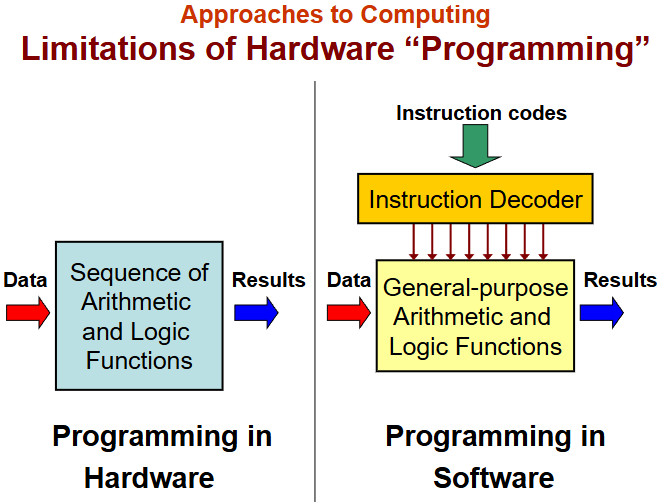 Approaches to Computing
Limitations of Hardware “Programming”
Data
Sequence of
Arithmetic
and Logic
Functions
Results
Programming in
Hardware
Instruction codes
Instruction Decoder
Data
General-purpose
Arithmetic and
Logic Functions
Results
Programming in
Software